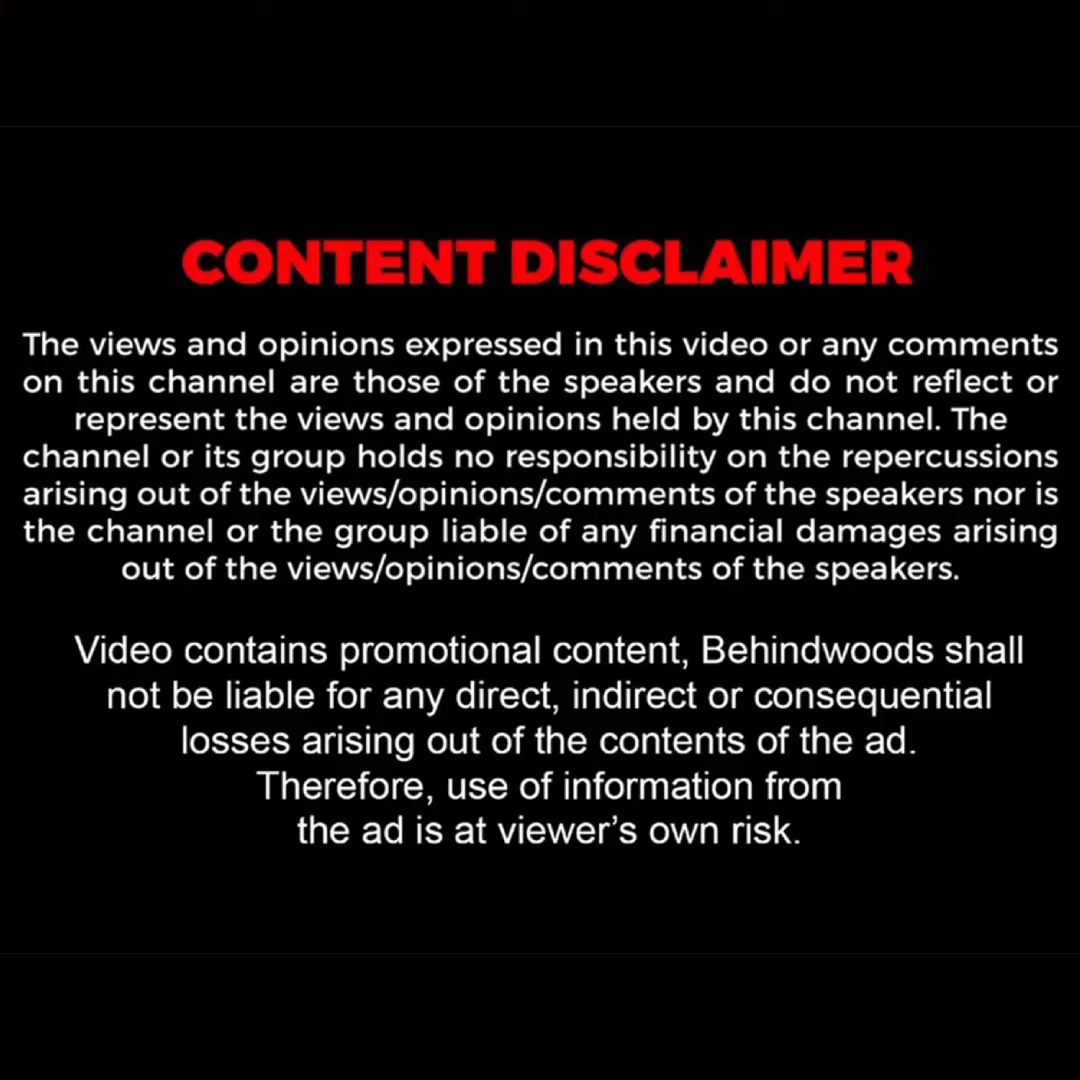 CONTENT DISCLAIMER
The views and opinions expressed in this video or any comments
on this channel are those of the speakers and do not reflect or
represent the views and opinions held by this channel. The
channel or its group holds no responsibility on the repercussions
arising out of the views/opinions/comments of the speakers nor is
the channel or the group liable of any financial damages arising
out of the views/opinions/comments of the speakers.
Video contains promotional content, Behindwoods shall
not be liable for any direct, indirect or consequential
losses arising out of the contents of the ad.
Therefore, use of information from
the ad is at viewer’s own risk.